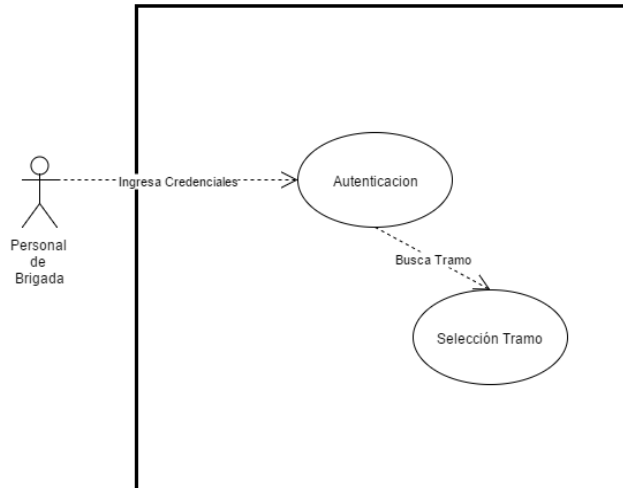 Ingresa Credenciales
Autenticacion
Personal
de
Brigada
Busca Tramo
Selección Tramo